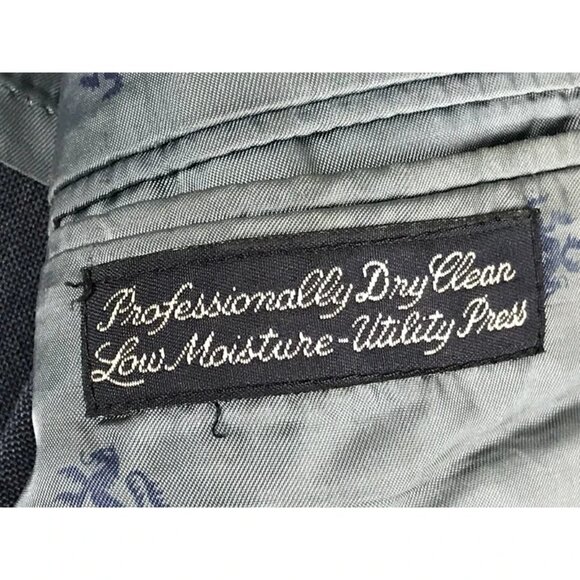 Professionally Dry Clean
Low Moisture-Utility Press